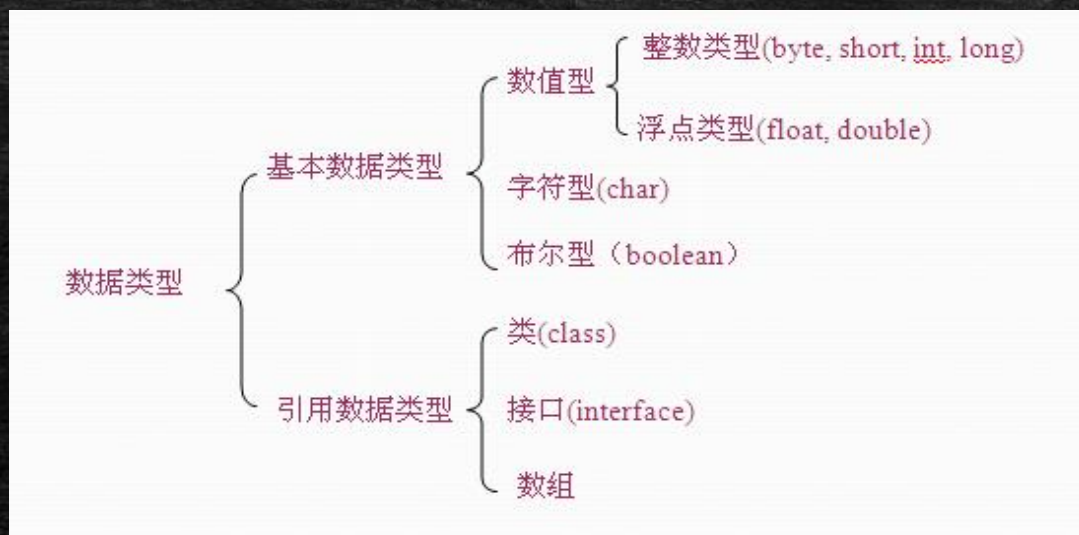 数据类型
基本数据类型
数值型
整数类型(byte, short, int, long)
浮点类型(float, double)
字符型(char)
布尔型（boolean）
引用数据类型
类(class)
接口(interface)
数组